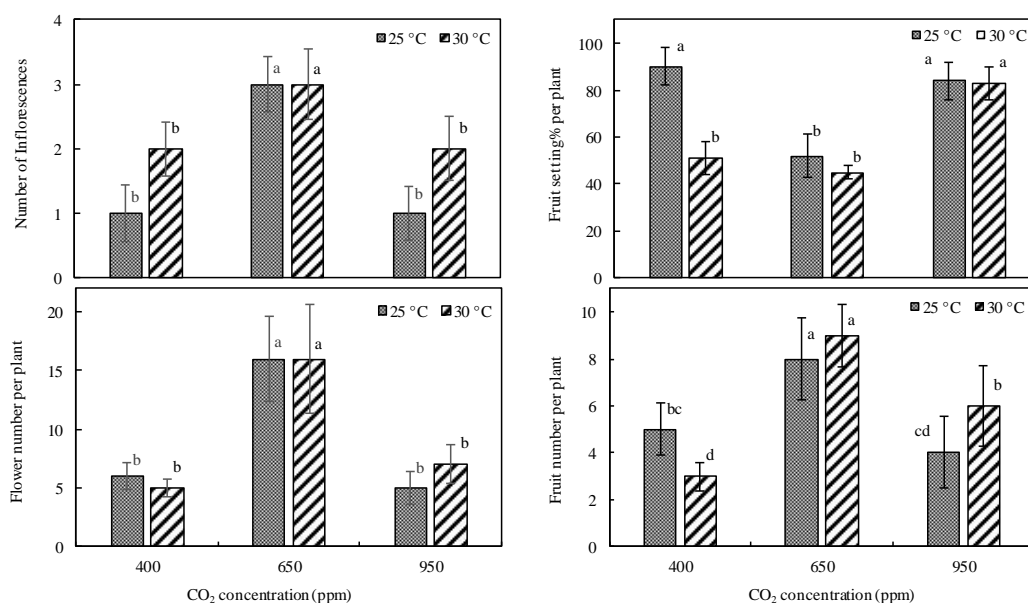 Number of Inflorescences
4
3
2
1
0
25 °C
30 °C
b
b
a
a
b
b
Fruit setting% per plant
100
80
60
40
20
0
25 °C
30 °C
a
b
b
b
a
a
Flower number per plant
20
15
10
5
0
25 °C
30 °C
b
b
a
a
b
b
400
650
950
CO₂ concentration (ppm)
Fruit number per plant
10
8
6
4
2
0
25 °C
30 °C
bc
d
a
a
cd
b
400
650
950
CO₂ concentration (ppm)